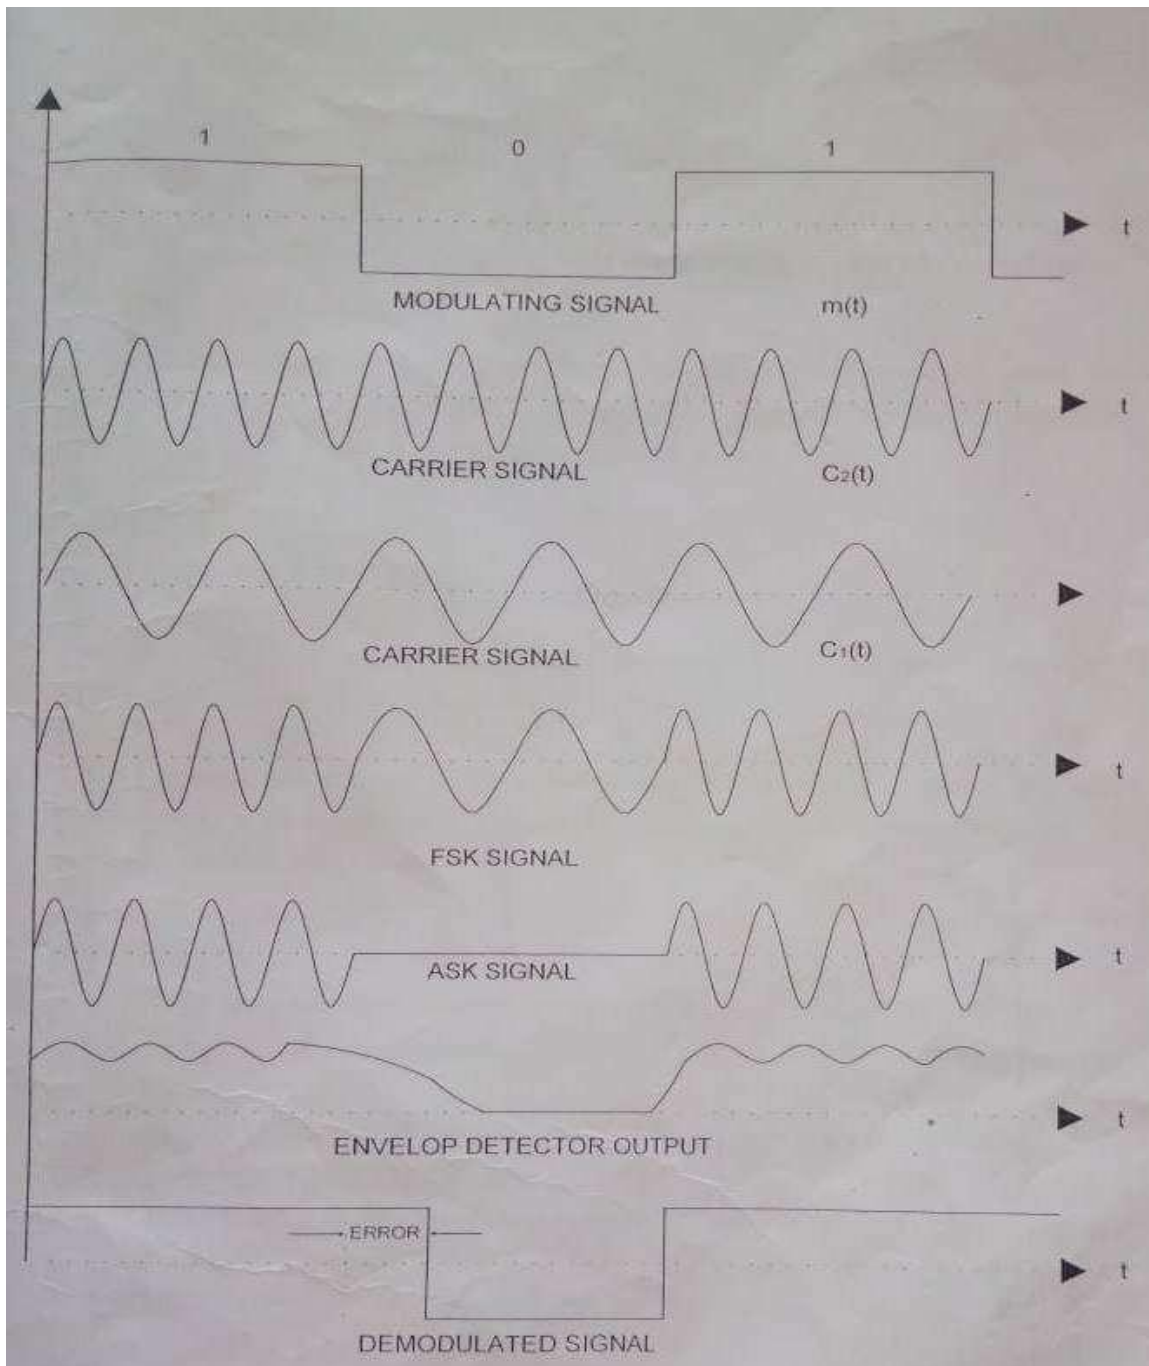 1 0 1
t
MODULATING SIGNAL m(t)
t
CARRIER SIGNAL C₂(t)
CARRIER SIGNAL C₁(t)
t
FSK SIGNAL
t
ASK SIGNAL
t
ENVELOP DETECTOR OUTPUT
ERROR
t
DEMODULATED SIGNAL